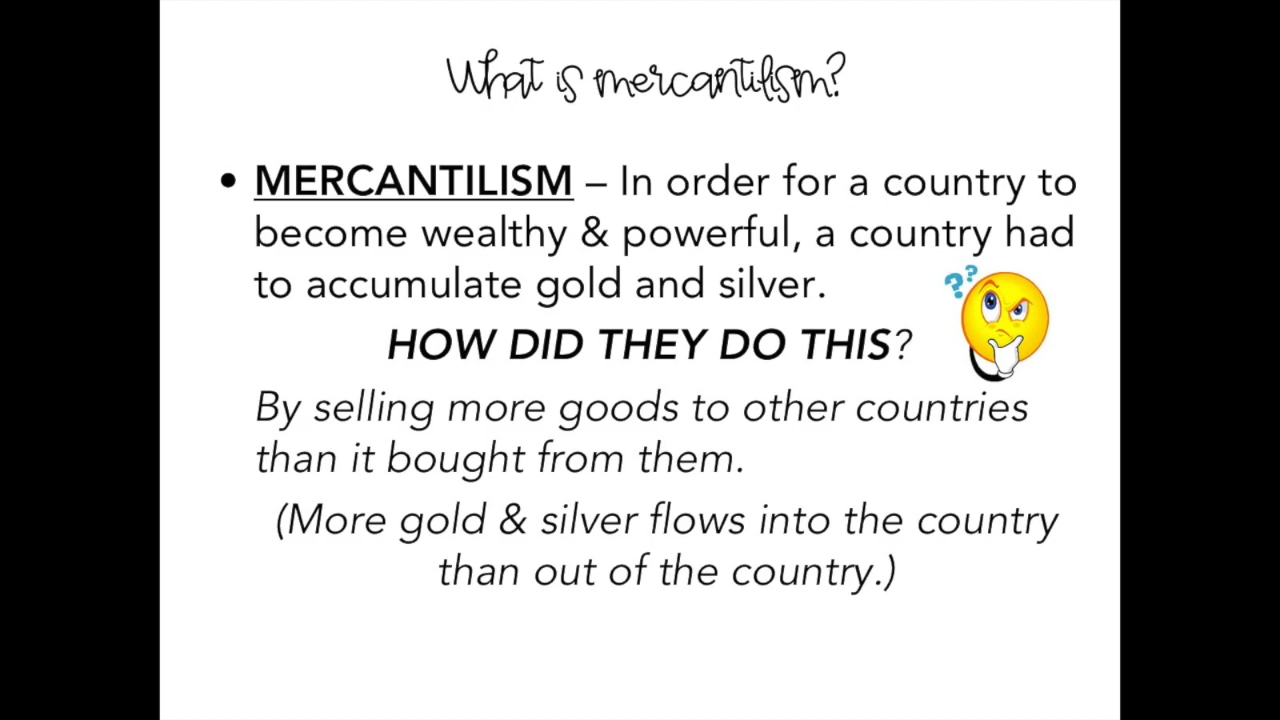 What is mercantilism?
• MERCANTILISM – In order for a country to
become wealthy & powerful, a country had
to accumulate gold and silver.
??
HOW DID THEY DO THIS?
By selling more goods to other countries
than it bought from them.
(More gold & silver flows into the country
than out of the country.)